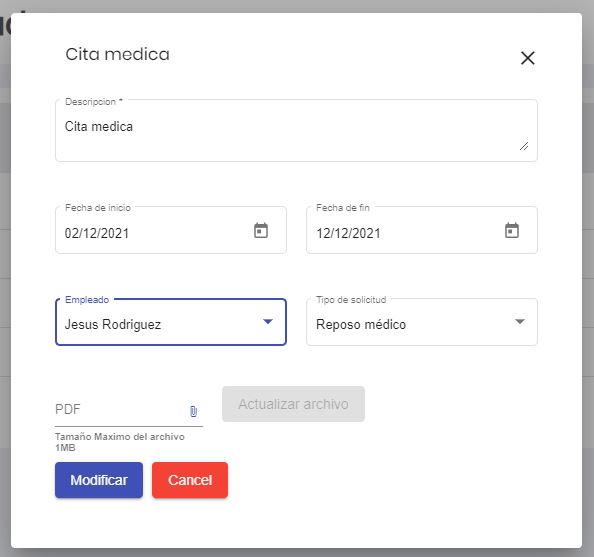 Cita medica
Descripcion *
Cita medica
Fecha de inicio
02/12/2021
Fecha de fin
12/12/2021
Empleado
Jesus Rodriguez
Tipo de solicitud
Reposo médico
PDF
Actualizar archivo
Tamaño Maximo del archivo
1MB
Modificar
Cancel